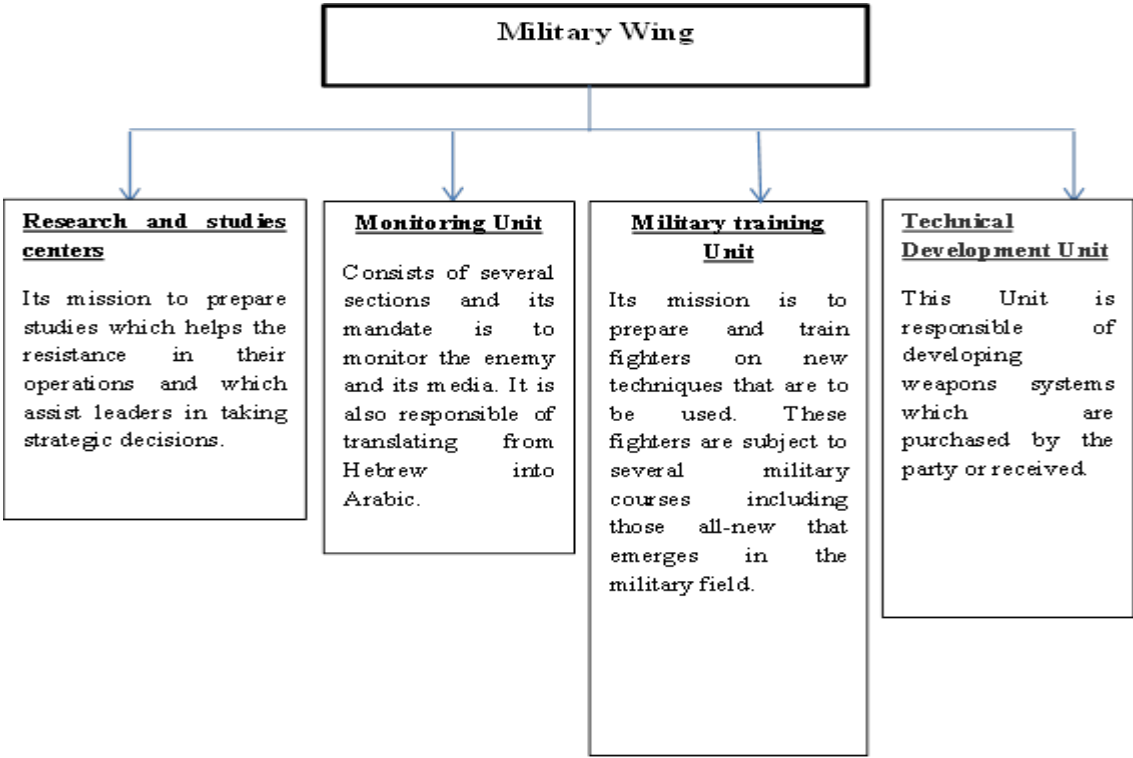 Military Wing
Research and studies
centers
Its mission to prepare
studies which helps the
resistance in their
operations and which
assist leaders in taking
strategic decisions.
Monitoring Unit
Consists of several
sections and its
mandate is to
monitor the enemy
and its media. It is
also responsible of
translating from
Hebrew into
Arabic.
Military training
Unit
Its mission is to
prepare and train
fighters on new
techniques that are to
be used. These
fighters are subject to
several military
courses including
those all-new that
emerges in the
military field.
Technical
Development Unit
This Unit is
responsible of
developing
weapons systems
which are
purchased by the
party or received.